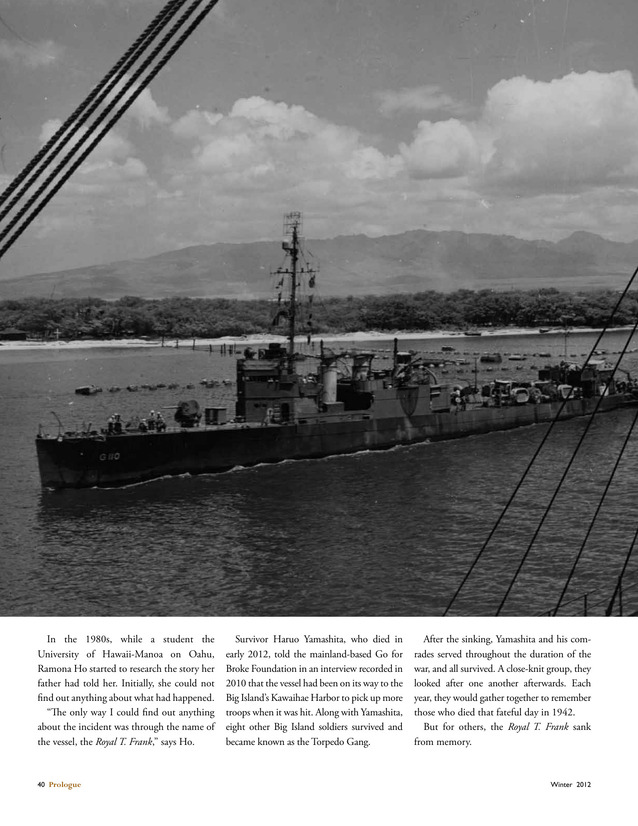 G 80
In the 1980s, while a student the
University of Hawaii-Manoa on Oahu,
Ramona Ho started to research the story her
father had told her. Initially, she could not
find out anything about what had happened.
“The only way I could find out anything
about the incident was through the name of
the vessel, the Royal T. Frank,” says Ho.
Survivor Haruo Yamashita, who died in
early 2012, told the mainland-based Go for
Broke Foundation in an interview recorded in
2010 that the vessel had been on its way to the
Big Island’s Kawaihae Harbor to pick up more
troops when it was hit. Along with Yamashita,
eight other Big Island soldiers survived and
became known as the Torpedo Gang.
After the sinking, Yamashita and his com-
rades served throughout the duration of the
war, and all survived. A close-knit group, they
looked after one another afterwards. Each
year, they would gather together to remember
those who died that fateful day in 1942.
But for others, the Royal T. Frank sank
from memory.
40 Prologue
Winter 2012